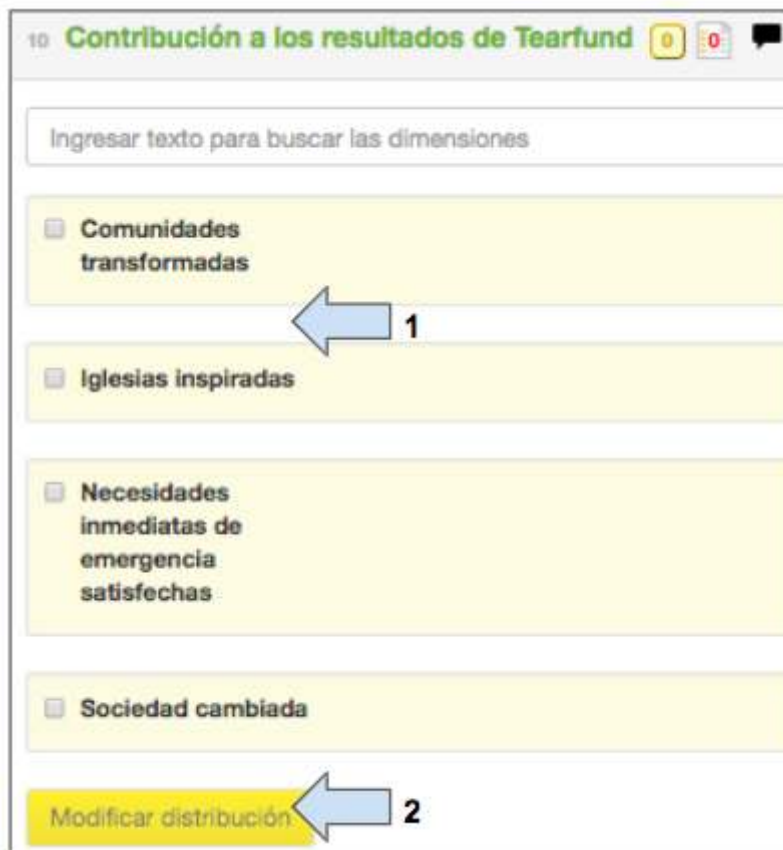 10 Contribución a los resultados de Tearfund 0 0
Ingresar texto para buscar las dimensiones
Comunidades
transformadas
1
Iglesias inspiradas
Necesidades
inmediatas de
emergencia
satisfechas
Sociedad cambiada
Modificar distribución
2